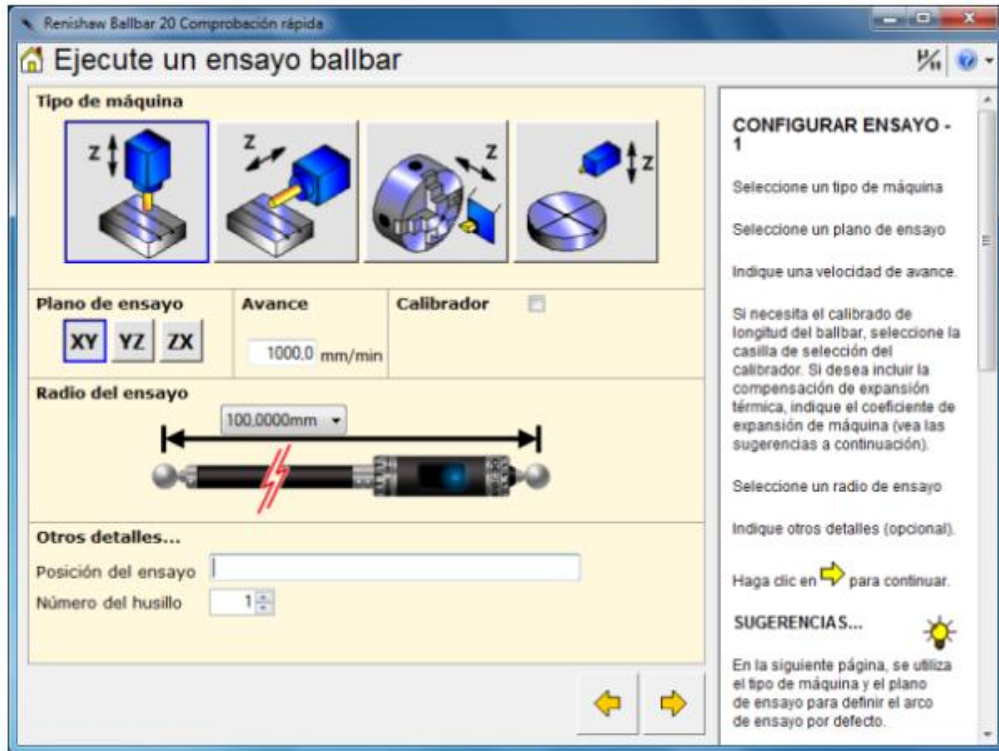 Renishaw Ballbar 20 Comprobación rápida
Ejecute un ensayo ballbar
Tipo de máquina
Z
Z
Z
Z
Plano de ensayo
XY YZ ZX
Avance
1000,0 mm/min
Calibrador
Radio del ensayo
100,0000mm
Otros detalles...
Posición del ensayo
Número del husillo 1
CONFIGURAR ENSAYO -
1
Seleccione un tipo de máquina
Seleccione un plano de ensayo
Indique una velocidad de avance.
Si necesita el calibrado de
longitud del ballbar, seleccione la
casilla de selección del
calibrador. Si desea incluir la
compensación de expansión
térmica, indique el coeficiente de
expansión de máquina (vea las
sugerencias a continuación).
Seleccione un radio de ensayo
Indique otros detalles (opcional).
Haga clic en para continuar.
SUGERENCIAS...
En la siguiente página, se utiliza
el tipo de máquina y el plano
de ensayo para definir el arco
de ensayo por defecto.